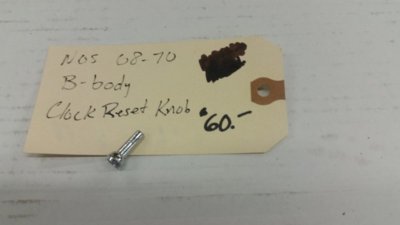 NOS 68-70
B-body
Clock Reset Knob $60.-